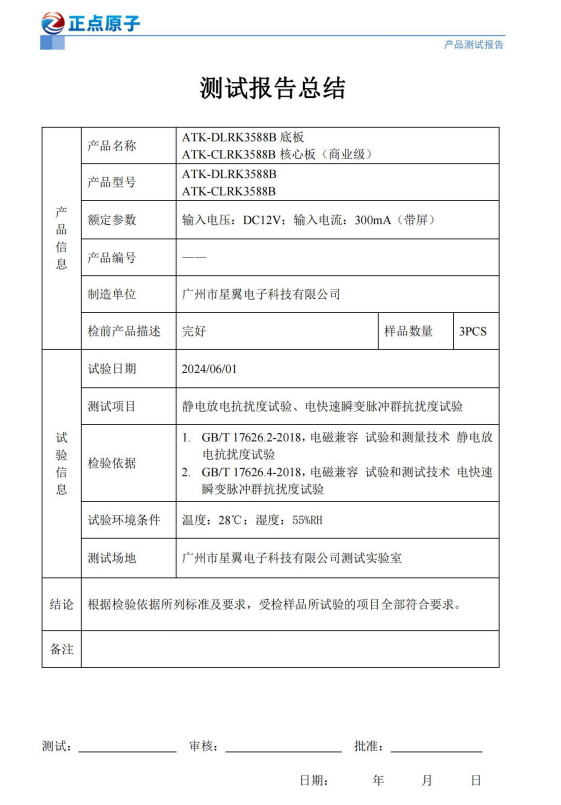 正点原子
产品测试报告
测试报告总结
产品信息
产品名称
ATK-DLRK3588B 底板
ATK-CLRK3588B 核心板（商业级）
产品型号
ATK-DLRK3588B
ATK-CLRK3588B
额定参数
输入电压：DC12V；输入电流：300mA（带屏）
产品编号
——
制造单位
广州市星翼电子科技有限公司
检前产品描述
完好
样品数量
3PCS
试验信息
试验日期
2024/06/01
测试项目
静电放电抗扰度试验、电快速瞬变脉冲群抗扰度试验
检验依据
1. GB/T 17626.2-2018，电磁兼容 试验和测量技术 静电放
电抗扰度试验
2. GB/T 17626.4-2018，电磁兼容 试验和测试技术 电快速
瞬变脉冲群抗扰度试验
试验环境条件
温度：28℃；湿度：55%RH
测试场地
广州市星翼电子科技有限公司测试实验室
结论
根据检验依据所列标准及要求，受检样品所试验的项目全部符合要求。
备注
测试： 审核： 批准：
日期： 年 月 日